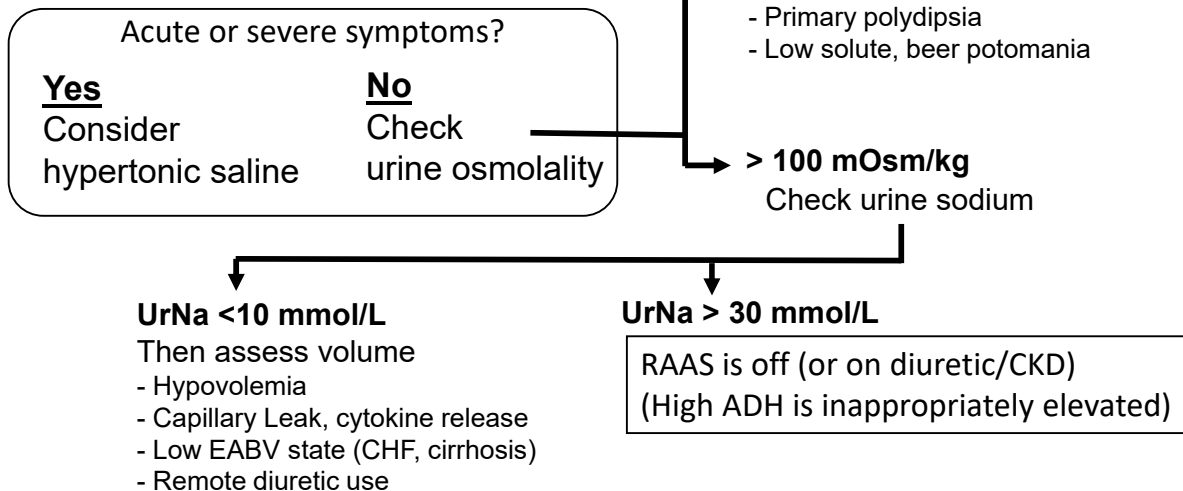 Acute or severe symptoms?
Yes
Consider
hypertonic saline
No
Check
urine osmolality
- Primary polydipsia
- Low solute, beer potomania
> 100 mOsm/kg
Check urine sodium
UrNa <10 mmol/L
Then assess volume
- Hypovolemia
- Capillary Leak, cytokine release
- Low EABV state (CHF, cirrhosis)
- Remote diuretic use
UrNa > 30 mmol/L
RAAS is off (or on diuretic/CKD)
(High ADH is inappropriately elevated)